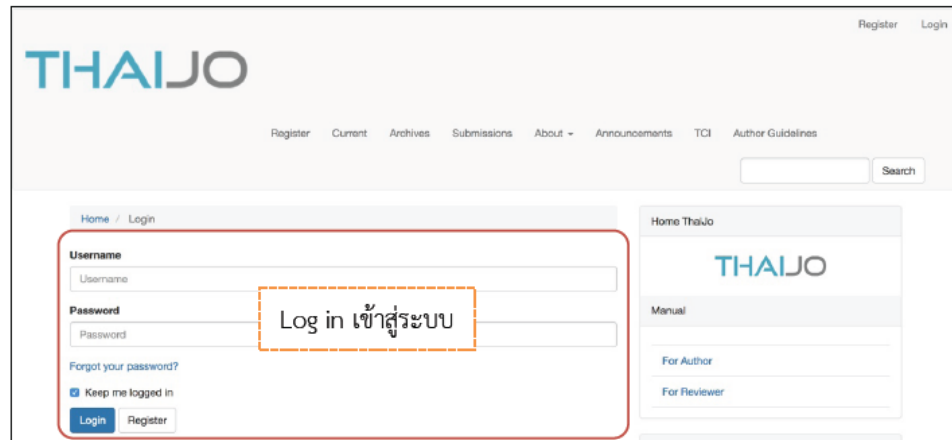 Register Login
THAIJO
Register Current Archives Submissions About Announcements TCI Author Guidelines
Search
Home / Login
Username
Username
Password
Password
Forgot your password?
Keep me logged in
Login Register
Log in เข้าสู่ระบบ
Home ThaiJo
THAIJO
Manual
For Author
For Reviewer